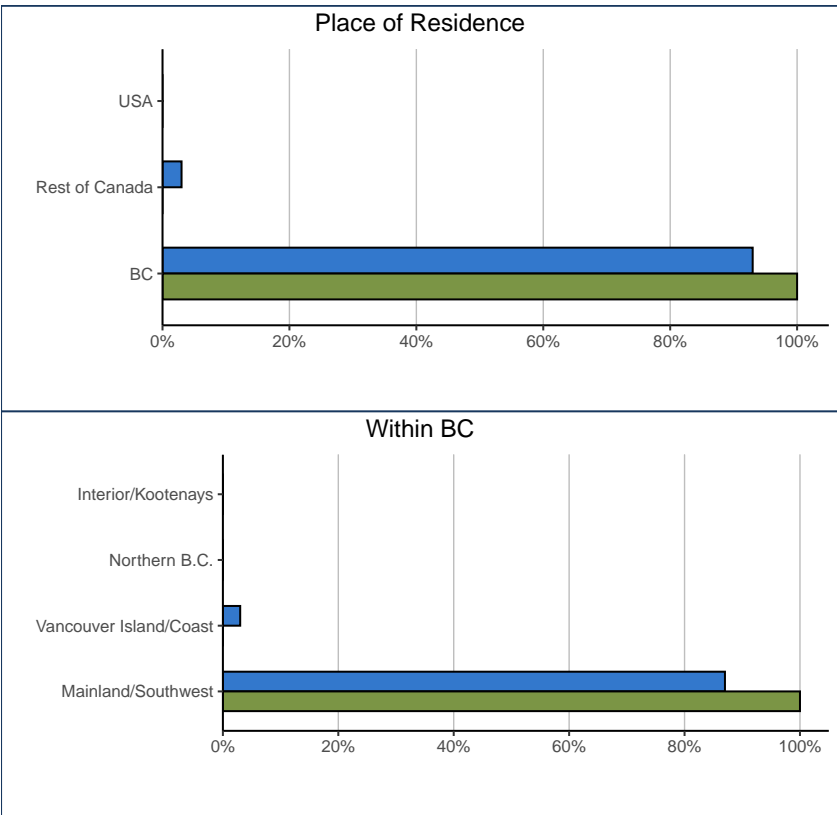 Place of Residence
USA
Rest of Canada
BC
0% 20% 40% 60% 80% 100%
Within BC
Interior/Kootenays
Northern B.C.
Vancouver Island/Coast
Mainland/Southwest
0% 20% 40% 60% 80% 100%